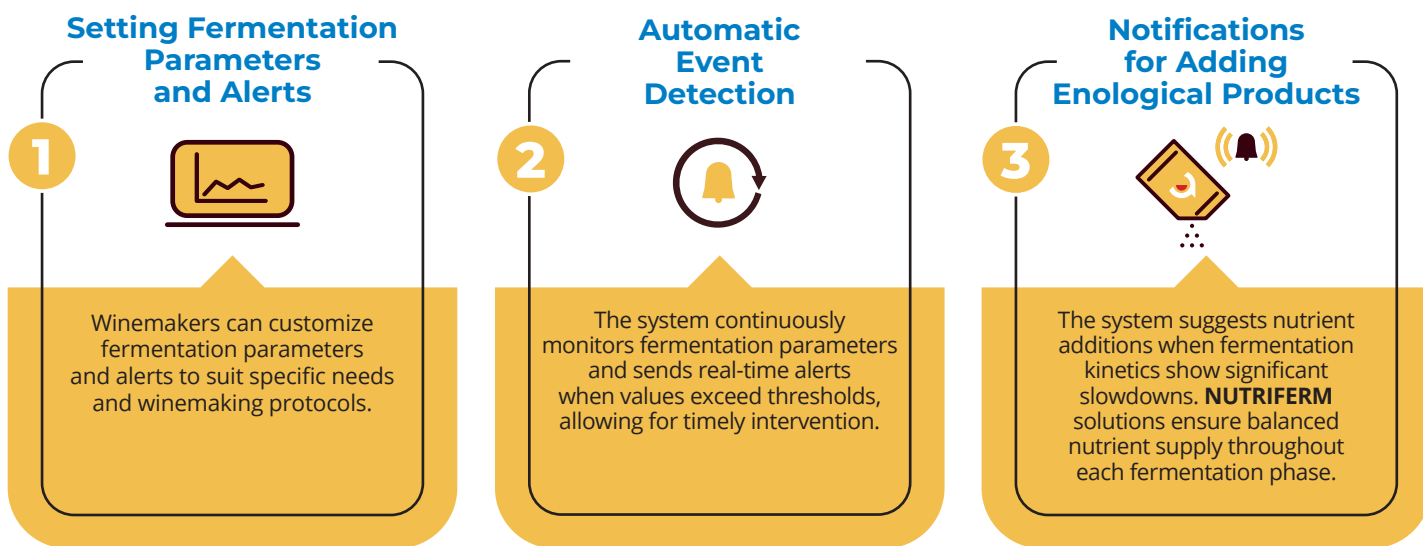 Setting Fermentation
Parameters
and Alerts
1
Winemakers can customize
fermentation parameters
and alerts to suit specific needs
and winemaking protocols.
Automatic
Event
Detection
2
The system continuously
monitors fermentation parameters
and sends real-time alerts
when values exceed thresholds,
allowing for timely intervention.
Notifications
for Adding
Enological Products
3
The system suggests nutrient
additions when fermentation
kinetics show significant
slowdowns. NUTRIFERM
solutions ensure balanced
nutrient supply throughout
each fermentation phase.